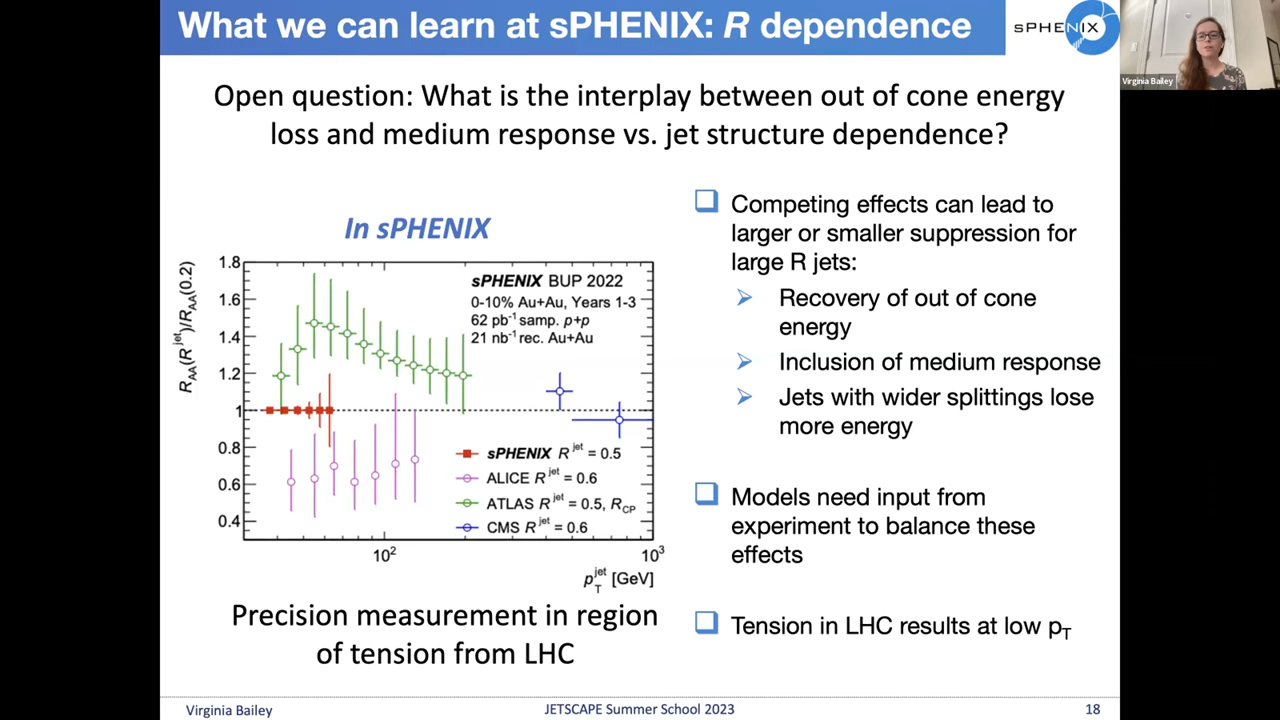 What we can learn at sPHENIX: R dependence
sPHENIX
Virginia Bailey
Open question: What is the interplay between out of cone energy
loss and medium response vs. jet structure dependence?
In sPHENIX
R_AA(R^jet)/R_AA(0.2)
1.8
1.6
1.4
1.2
1
0.8
0.6
0.4
sPHENIX BUP 2022
0-10% Au+Au, Years 1-3
62 pb⁻¹ samp. p+p
21 nb⁻¹ rec. Au+Au
sPHENIX R^jet = 0.5
ALICE R^jet = 0.6
ATLAS R^jet = 0.5, R_CP
CMS R^jet = 0.6
10²
10³
p_T^jet [GeV]
Precision measurement in region
of tension from LHC
Competing effects can lead to
larger or smaller suppression for
large R jets:
Recovery of out of cone
energy
Inclusion of medium response
Jets with wider splittings lose
more energy
Models need input from
experiment to balance these
effects
Tension in LHC results at low p_T
Virginia Bailey
JETSCAPE Summer School 2023
18